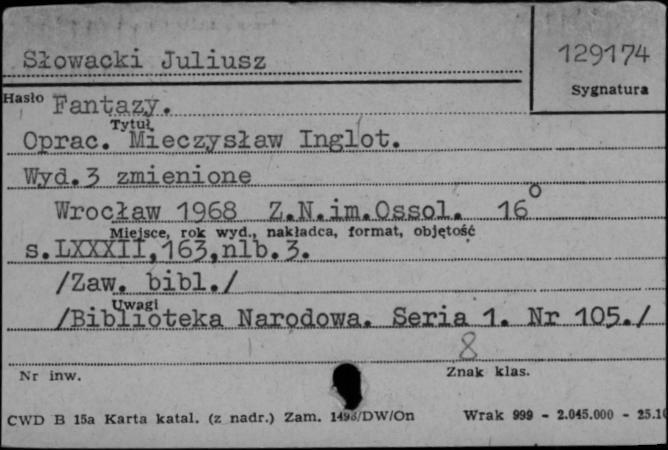 Słowacki Juliusz
129174
Sygnatura
Hasło Fantazy.
Tytuł
Oprac. Mieczysław Inglot.
Wyd.3 zmienione
Wrocław 1968 Z.N.im.Ossol. 16°
Miejsce, rok wyd., nakładca, format, objętość
s.LXXXII,163,nlb.3.
/Zaw. bibl./
Uwagi
/Biblioteka Narodowa. Seria 1. Nr 105./
8
Nr inw.
Znak klas.
CWD B 15a Karta katal. (z nadr.) Zam. 1498/DW/On Wrak 999 - 2.045.000 - 25.10